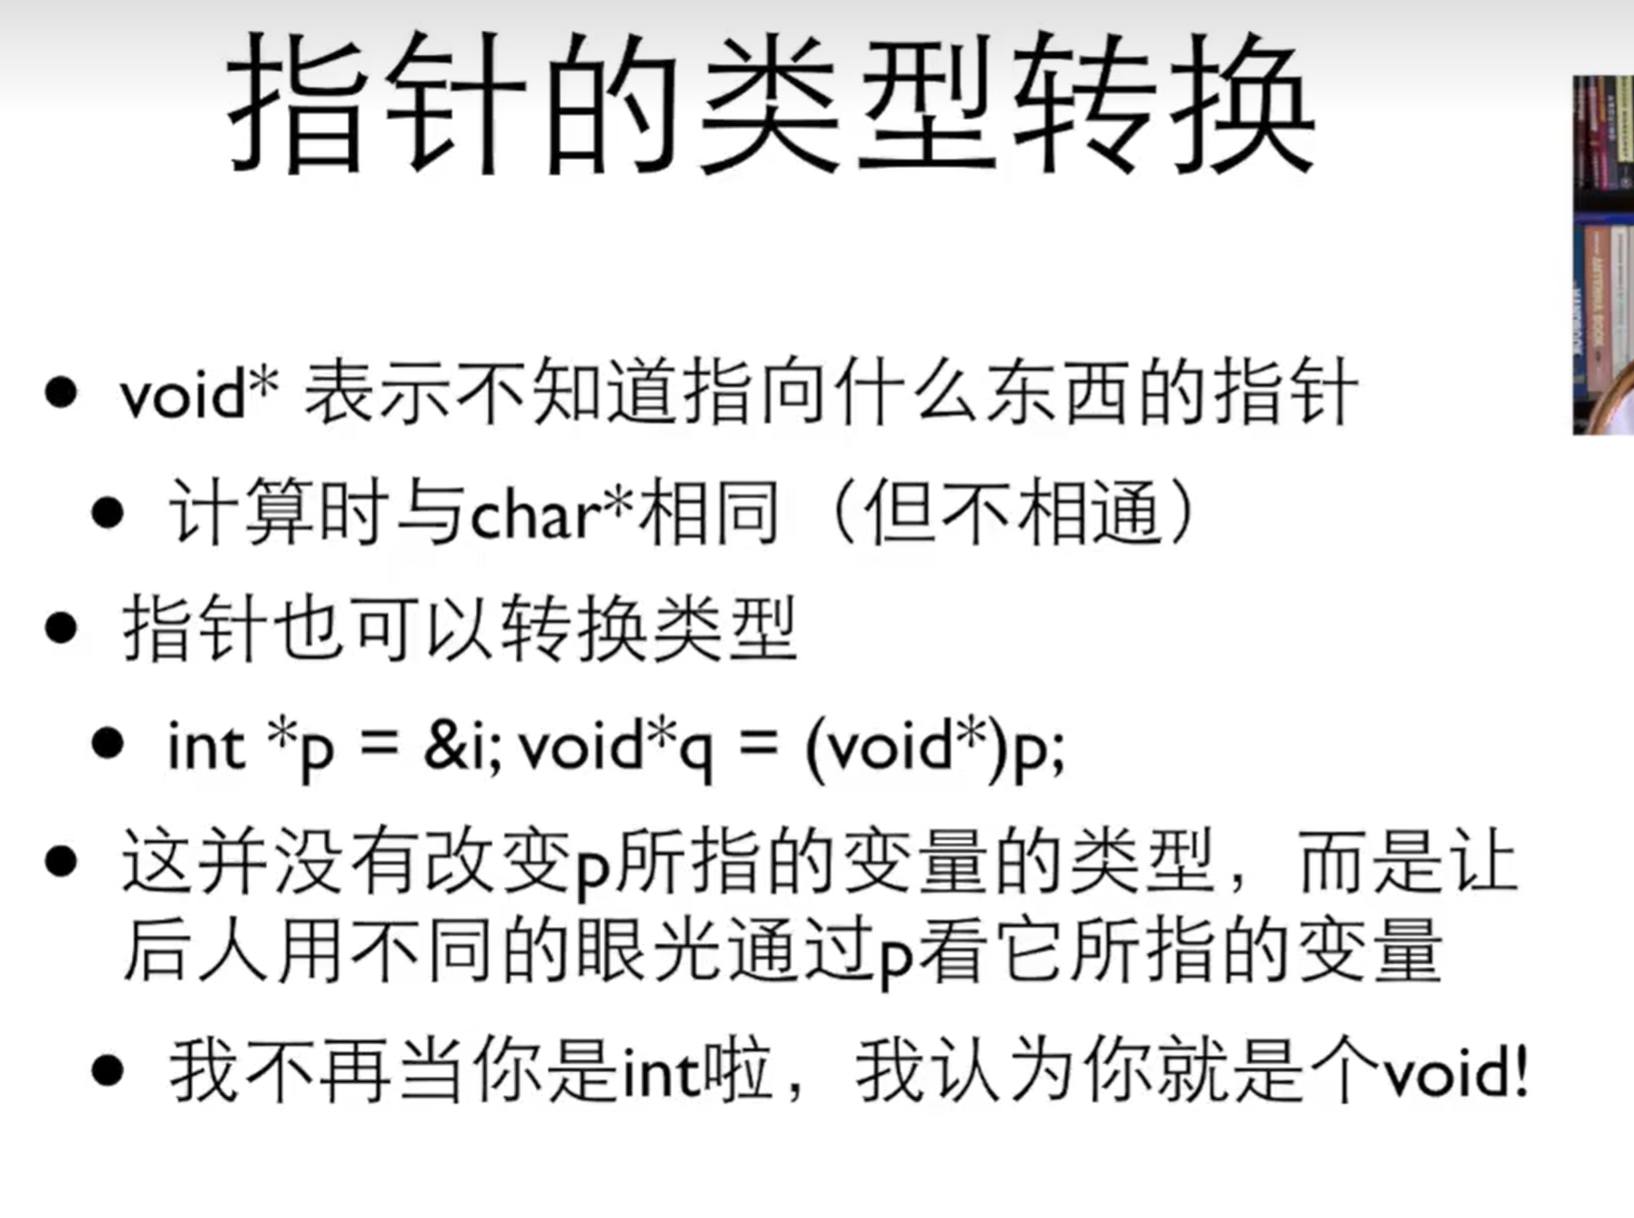 指针的类型转换
• void* 表示不知道指向什么东西的指针
• 计算时与char*相同（但不相通）
• 指针也可以转换类型
• int *p = &i; void*q = (void*)p;
• 这并没有改变p所指的变量的类型，而是让
后人用不同的眼光通过p看它所指的变量
• 我不再当你是int啦，我认为你就是个void!
ANTENNA BOOK